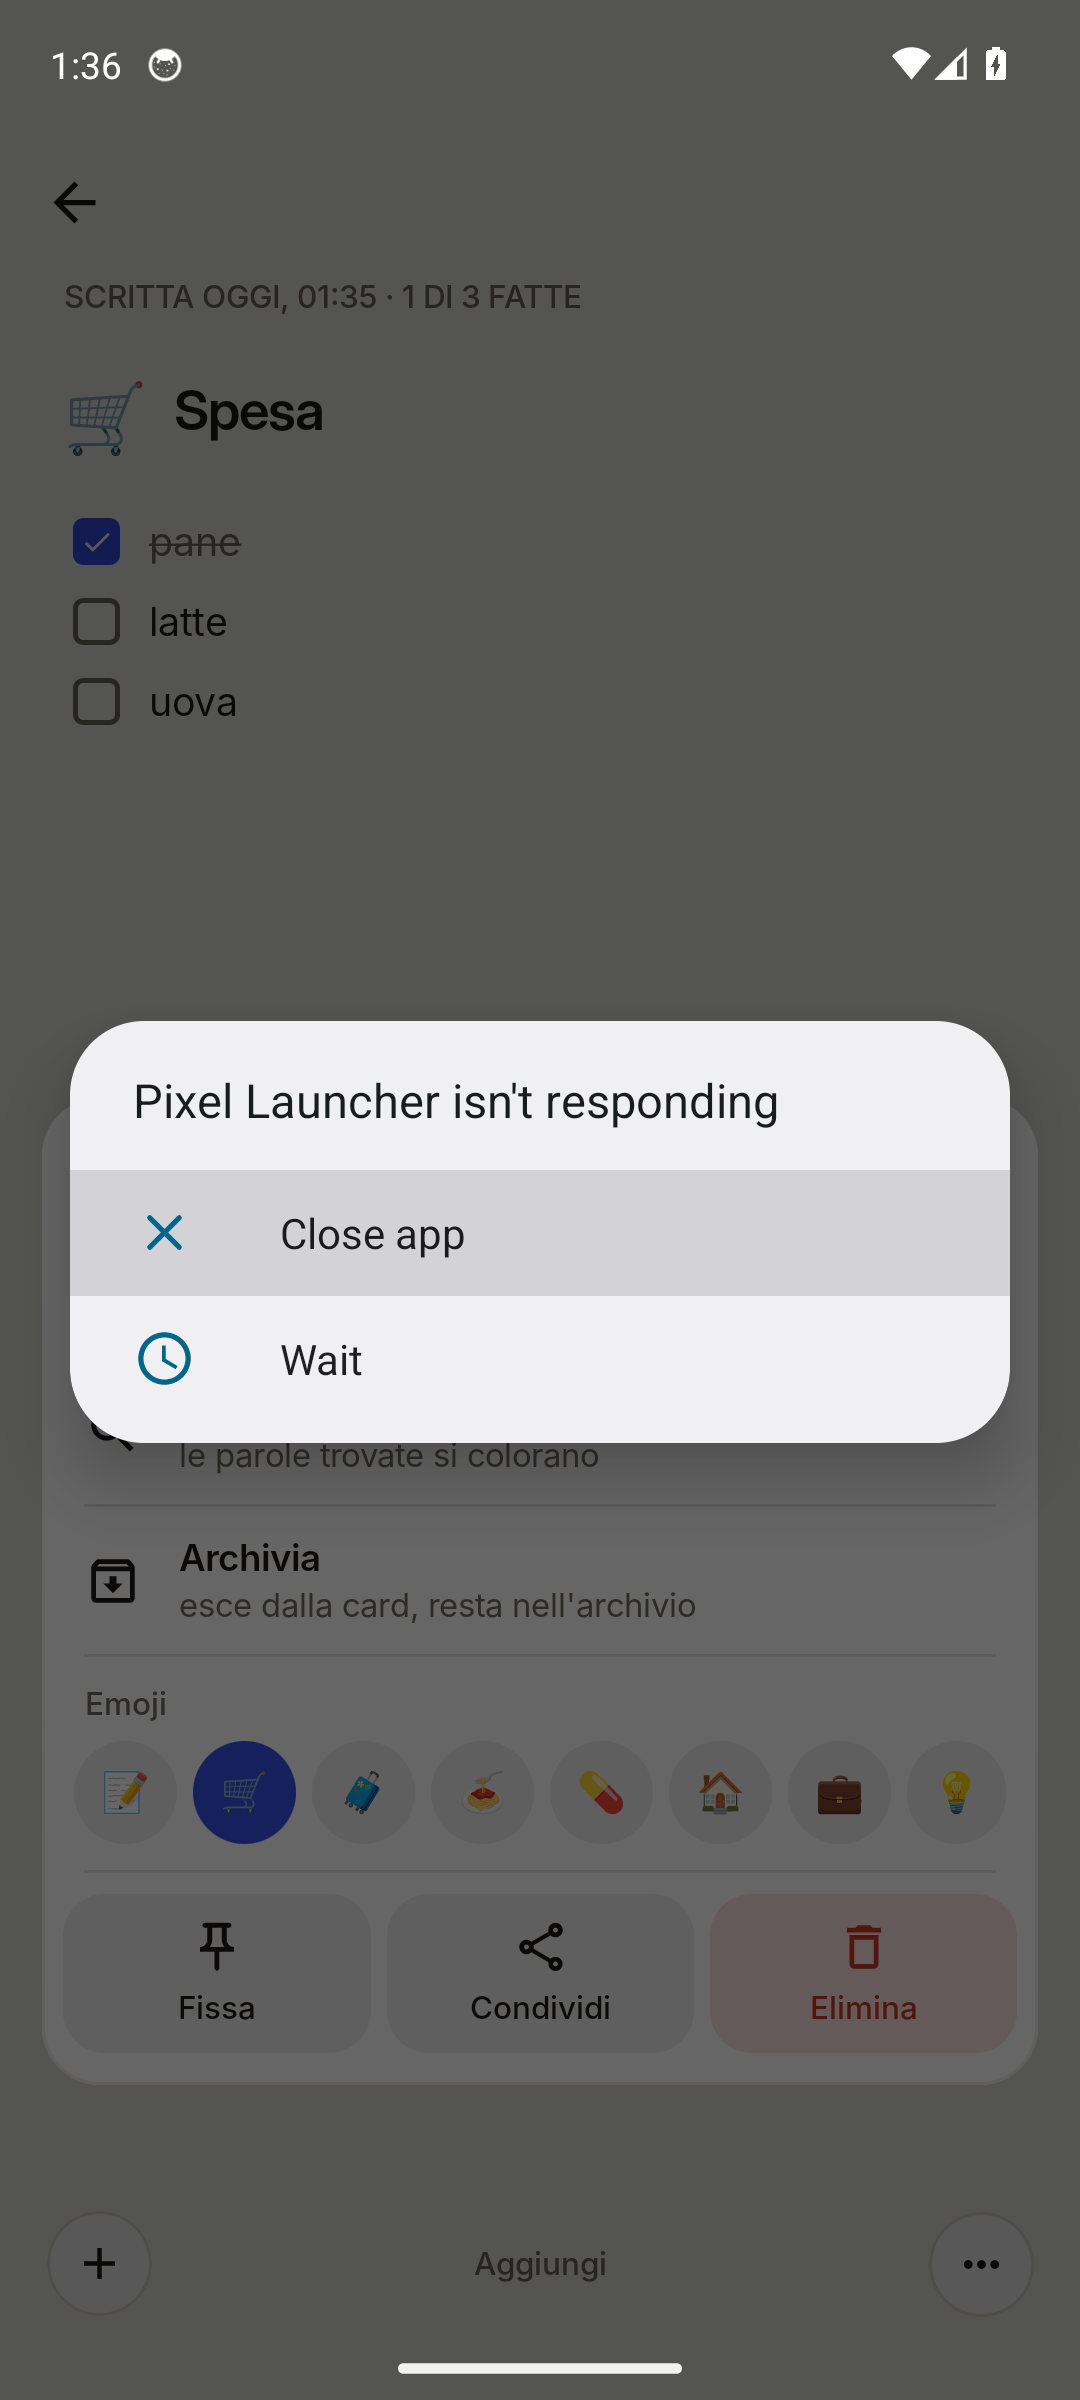 1:36
SCRITTA OGGI, 01:35 · 1 DI 3 FATTE
Spesa
pane
latte
uova
Pixel Launcher isn't responding
Close app
Wait
le parole trovate si colorano
Archivia
esce dalla card, resta nell'archivio
Emoji
Fissa
Condividi
Elimina
Aggiungi